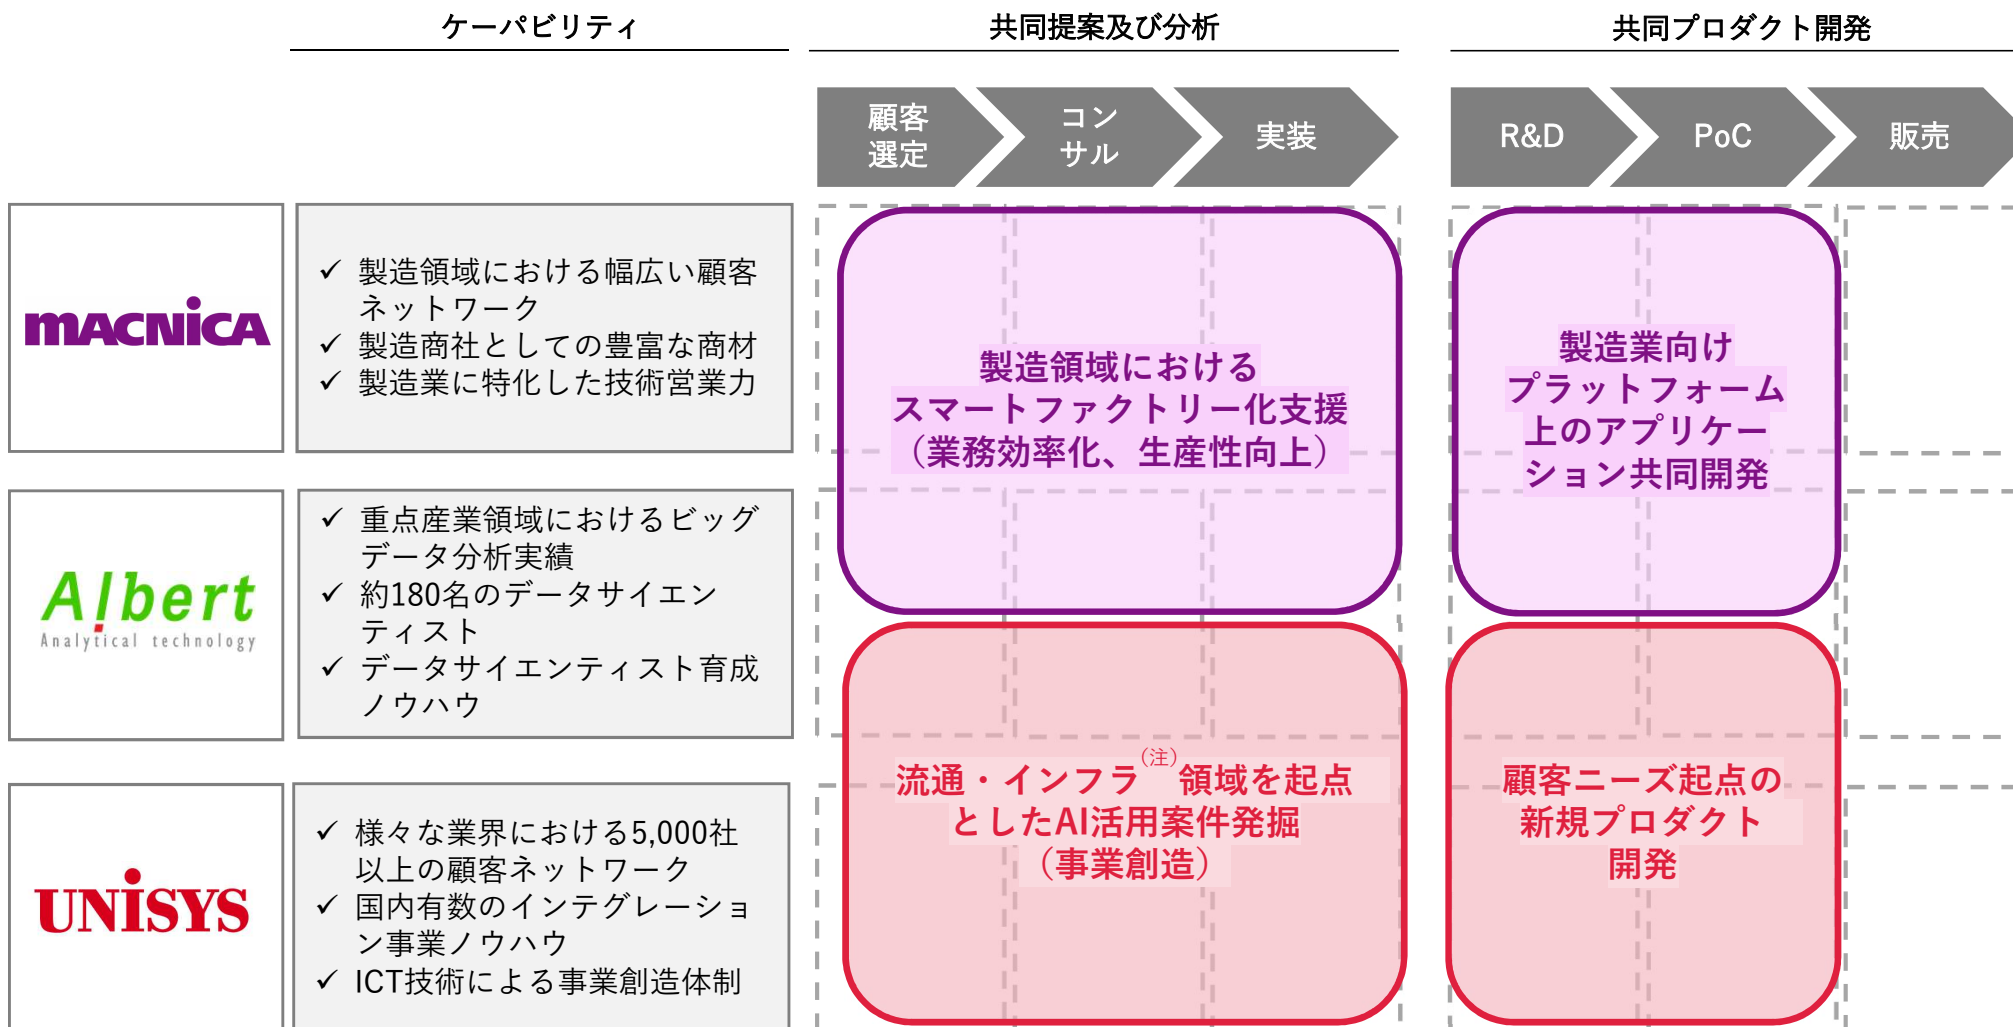 ケーパビリティ
共同提案及び分析
共同プロダクト開発
顧客
選定
コン
サル
実装
R&D
PoC
販売
MACNiCA
✓ 製造領域における幅広い顧客
ネットワーク
✓ 製造商社としての豊富な商材
✓ 製造業に特化した技術営業力
製造領域における
スマートファクトリー化支援
（業務効率化、生産性向上）
製造業向け
プラットフォーム
上のアプリケー
ション共同開発
Albert
Analytical technology
✓ 重点産業領域におけるビッグ
データ分析実績
✓ 約180名のデータサイエン
ティスト
✓ データサイエンティスト育成
ノウハウ
UNiSYS
✓ 様々な業界における5,000社
以上の顧客ネットワーク
✓ 国内有数のインテグレーショ
ン事業ノウハウ
✓ ICT技術による事業創造体制
流通・インフラ（注）領域を起点
としたAI活用案件発掘
（事業創造）
顧客ニーズ起点の
新規プロダクト
開発